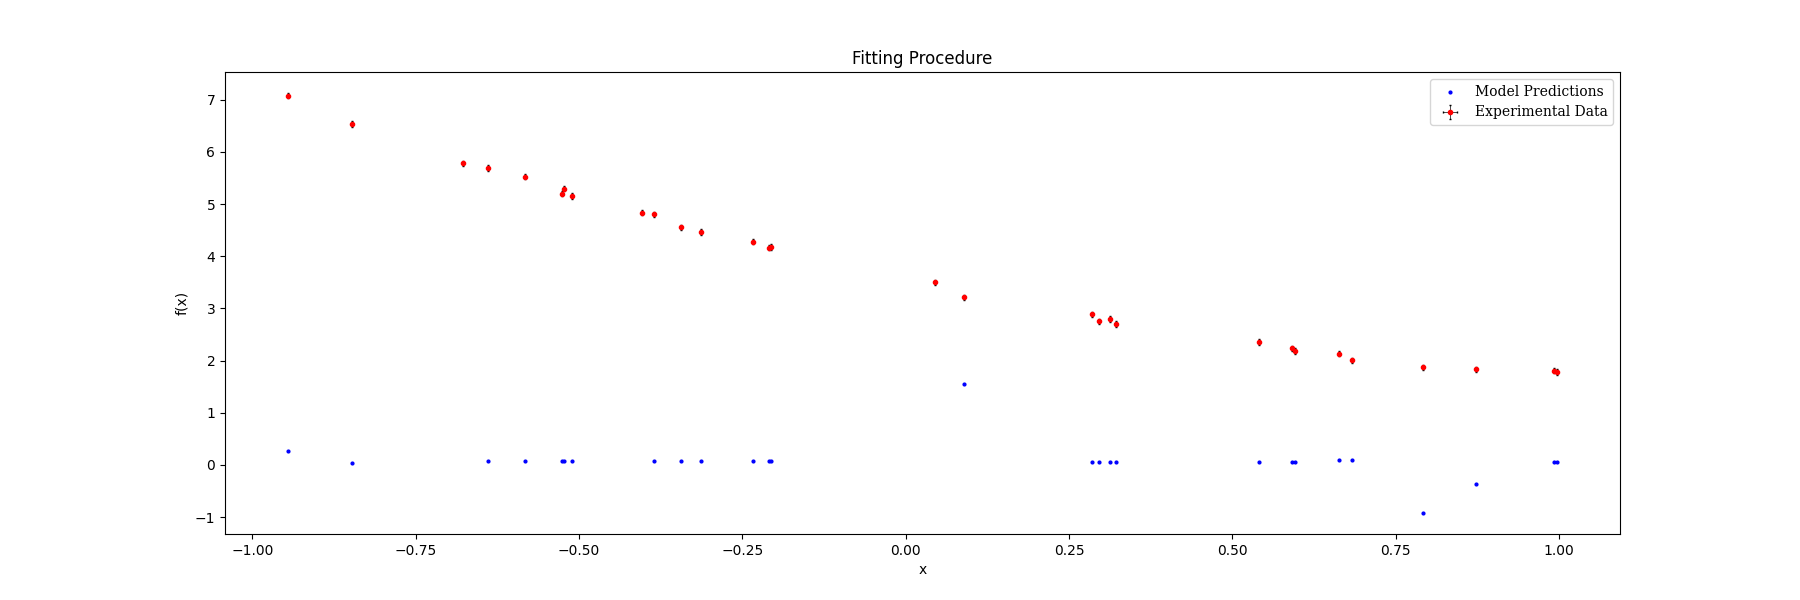 Fitting Procedure
Model Predictions
Experimental Data
7
6
5
4
3
2
1
0
−1
f(x)
−1.00 −0.75 −0.50 −0.25 0.00 0.25 0.50 0.75 1.00
x